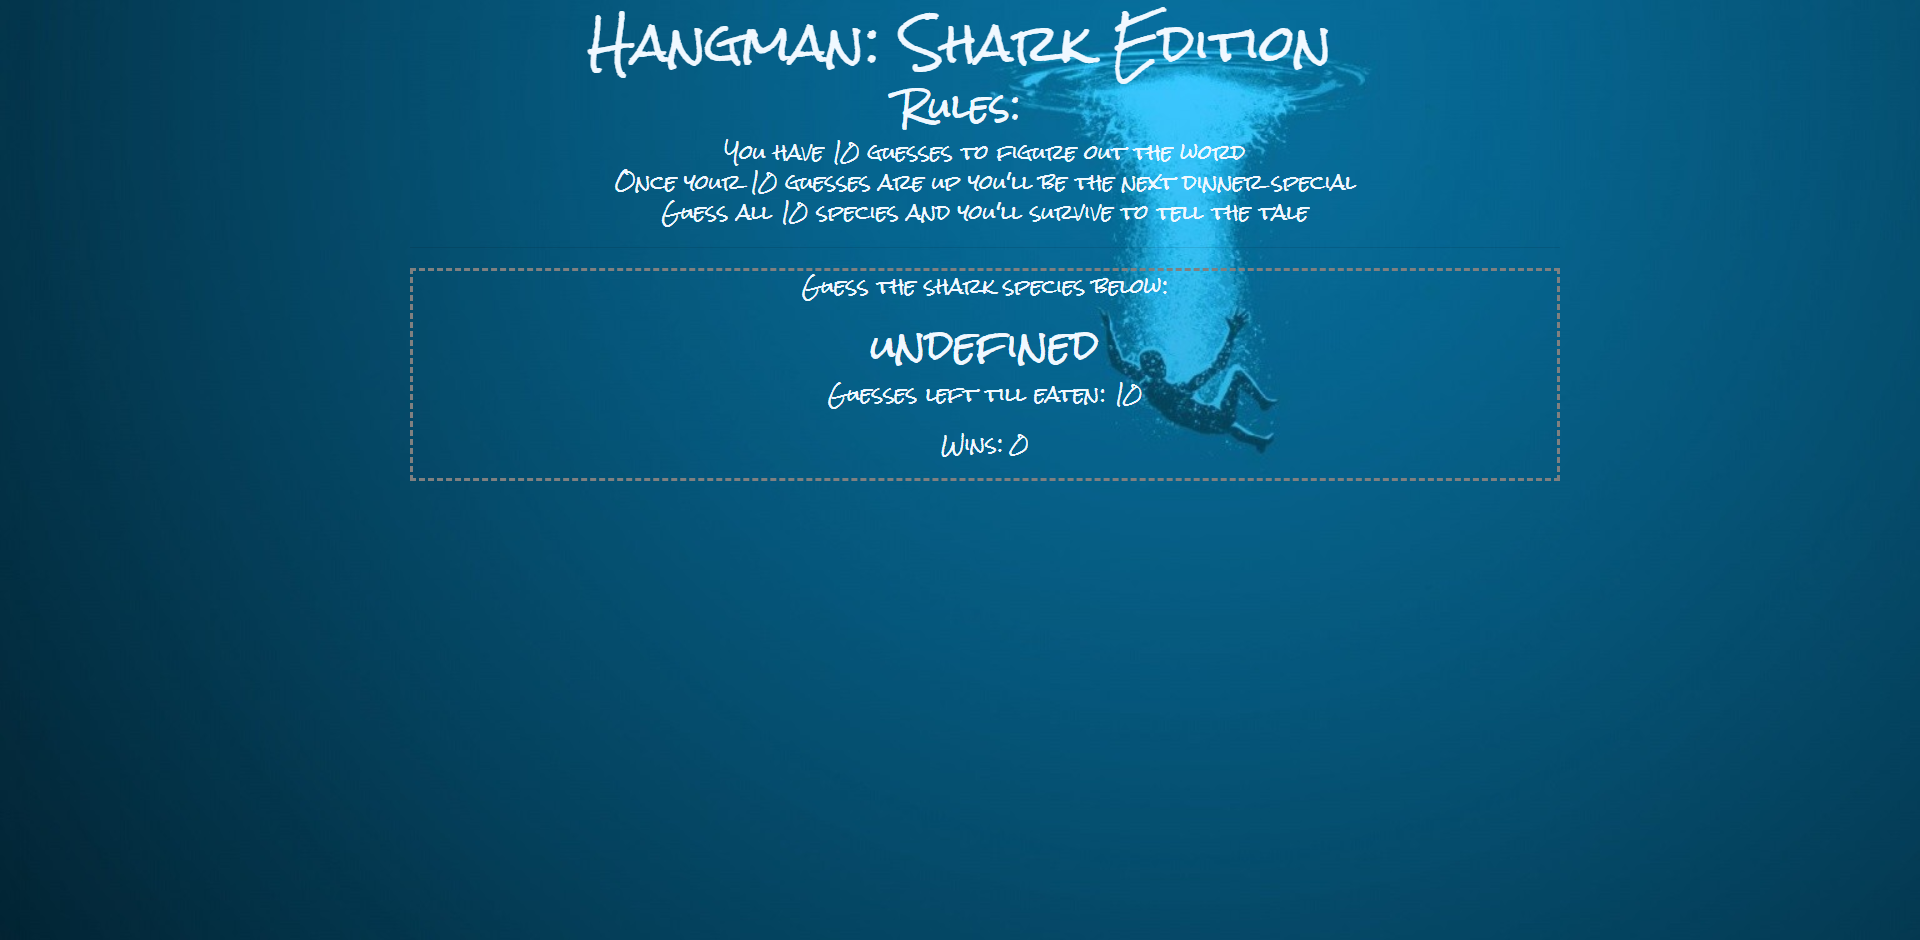 Hangman: Shark Edition
Rules:
You have 10 guesses to figure out the word
Once your 10 guesses are up you'll be the next dinner special
Guess all 10 species and you'll survive to tell the tale
Guess the shark species below:
undefined
Guesses left till eaten: 10
Wins: 0